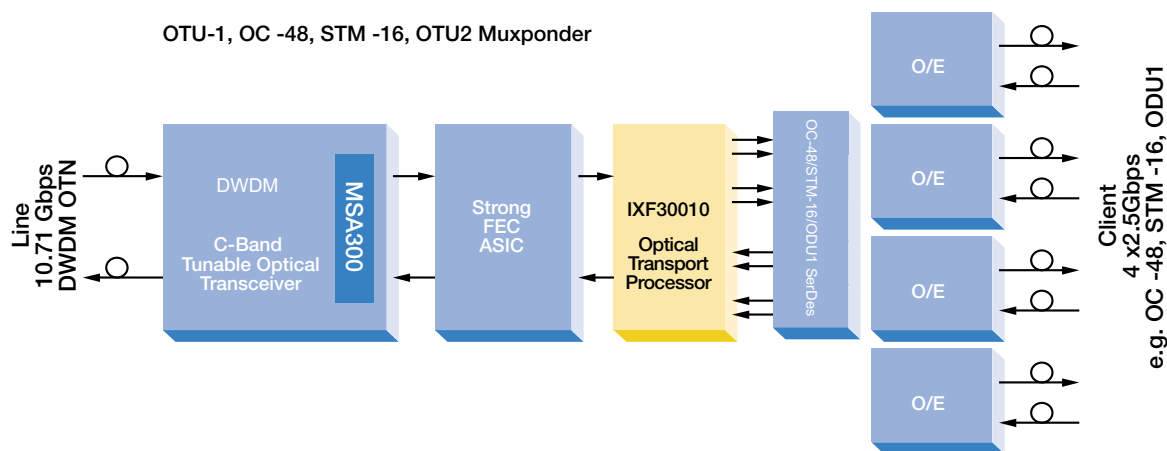 OTU-1, OC -48, STM -16, OTU2 Muxponder
Line
10.71 Gbps
DWDM OTN
DWDM
C-Band
Tunable Optical
Transceiver
MSA300
Strong
FEC
ASIC
IXF30010
Optical
Transport
Processor
OC-48/STM-16/ODU1 SerDes
O/E
O/E
O/E
O/E
Client
4 x2.5Gbps
e.g. OC -48, STM -16, ODU1